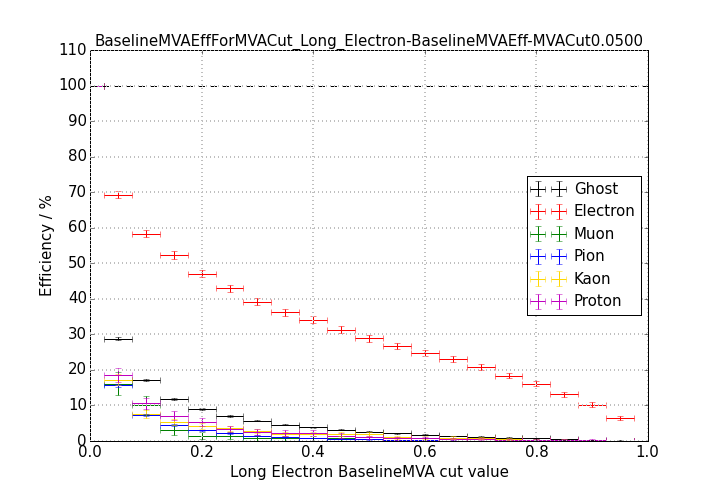 BaselineMVAEffForMVACut_Long_Electron-BaselineMVAEff-MVACut0.0500
110
100
90
80
70
60
50
40
30
20
10
0
Efficiency / %
Ghost
Electron
Muon
Pion
Kaon
Proton
0.0 0.2 0.4 0.6 0.8 1.0
Long Electron BaselineMVA cut value